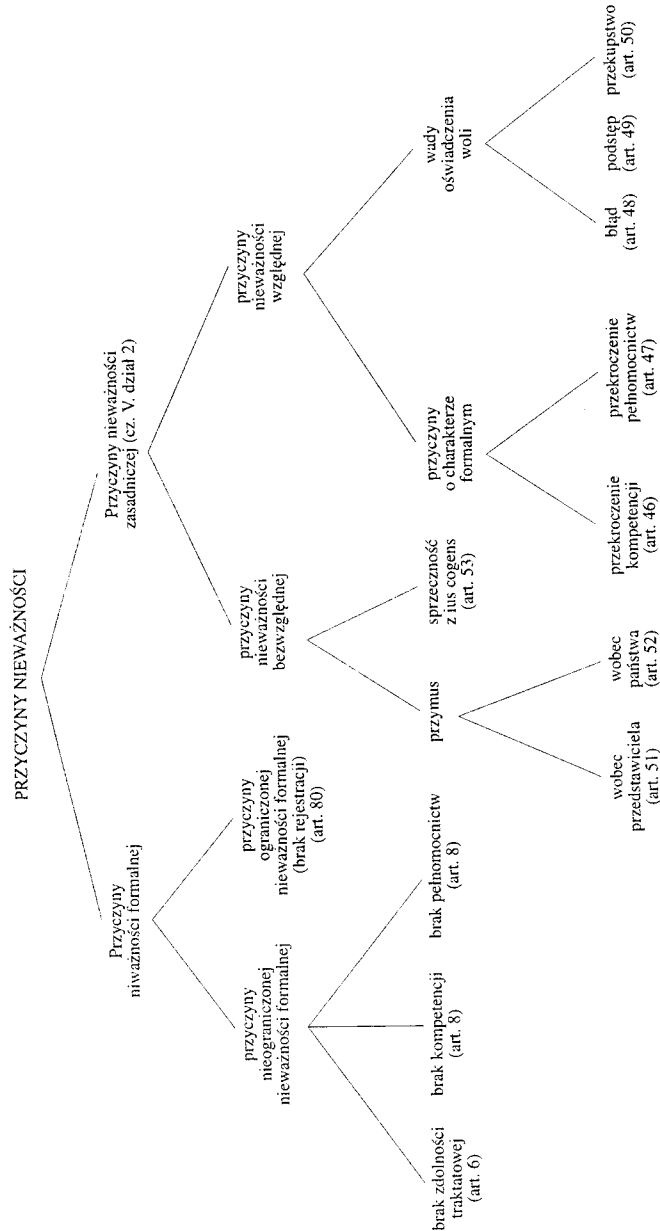 PRZYCZYNY NIEWAŻNOŚCI
Przyczyny
niważności formalnej
Przyczyny nieważności
zasadniczej (cz. V. dział 2)
przyczyny
nieograniczonej
nieważności formalnej
przyczyny
ograniczonej
nieważności formalnej
(brak rejestracji)
(art. 80)
przyczyny
nieważności
bezwzględnej
przyczyny
nieważności
względnej
brak zdolności
traktatowej
(art. 6)
brak kompetencji
(art. 8)
brak pełnomocnictw
(art. 8)
przymus
sprzeczność
z ius cogens
(art. 53)
przyczyny
o charakterze
formalnym
wady
oświadczenia
woli
wobec
przedstawiciela
(art. 51)
wobec
państwa
(art. 52)
przekroczenie
kompetencji
(art. 46)
przekroczenie
pełnomocnictw
(art. 47)
błąd
(art. 48)
podstęp
(art. 49)
przekupstwo
(art. 50)